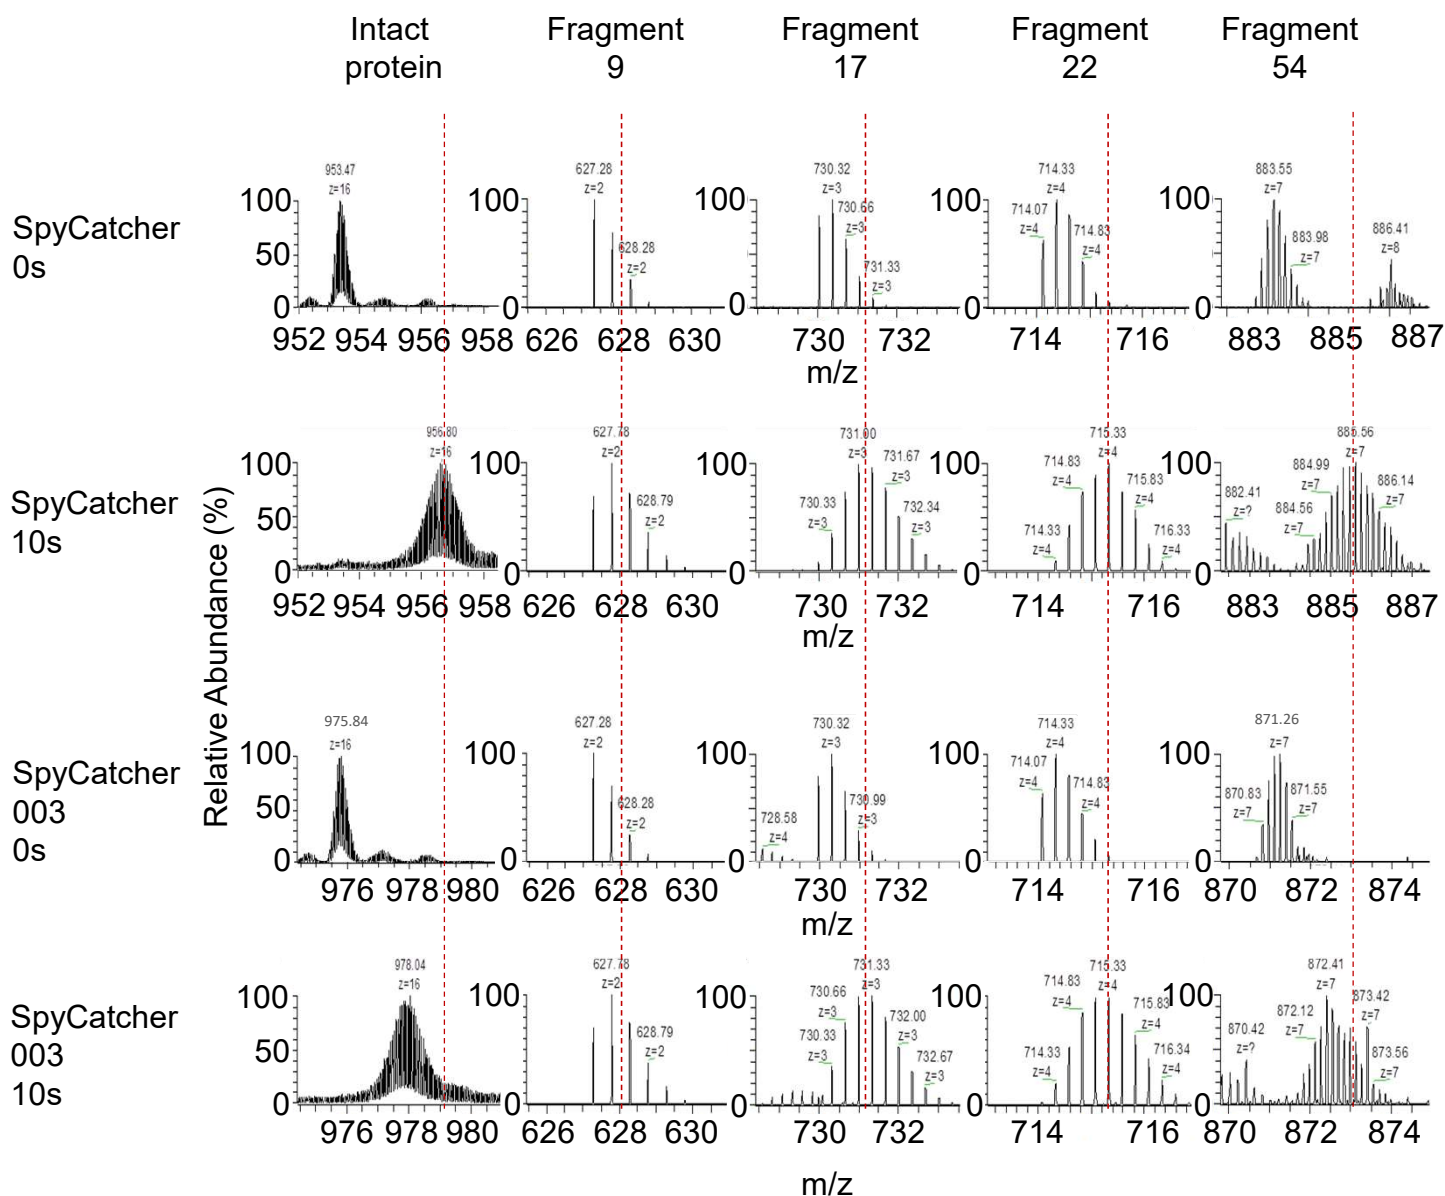 Intact protein
Fragment 9
Fragment 17
Fragment 22
Fragment 54
Relative Abundance (%)
SpyCatcher 0s
953.47
z=16
100
50
0
952 954 956 958
627.28
z=2
628.28
z=2
100
0
626 628 630
730.32
z=3
730.66
z=3
731.33
z=3
100
0
730 732
m/z
714.33
z=4
714.07
z=4
714.83
z=4
100
0
714 716
883.55
z=7
883.98
z=7
886.41
z=8
100
0
883 885 887
SpyCatcher 10s
956.80
z=16
100
50
0
952 954 956 958
627.78
z=2
628.79
z=2
100
0
626 628 630
731.00
z=3
731.67
z=3
730.33
z=3
732.34
z=3
100
0
730 732
m/z
715.33
z=4
714.83
z=4
715.83
z=4
714.33
z=4
716.33
z=4
100
0
714 716
885.56
z=7
884.99
z=7
886.14
z=7
882.41
z=?
884.56
z=7
100
0
883 885 887
SpyCatcher 003 0s
975.84
z=16
100
50
0
976 978 980
627.28
z=2
628.28
z=2
100
0
626 628 630
730.32
z=3
730.99
z=3
728.58
z=4
100
0
730 732
m/z
714.33
z=4
714.07
z=4
714.83
z=4
100
0
714 716
871.26
z=7
870.83
z=7
871.55
z=7
100
0
870 872 874
SpyCatcher 003 10s
978.04
z=16
100
50
0
976 978 980
627.78
z=2
628.79
z=2
100
0
626 628 630
731.33
z=3
730.66
z=3
732.00
z=3
730.33
z=3
732.67
z=3
100
0
730 732
m/z
715.33
z=4
714.83
z=4
715.83
z=4
714.33
z=4
716.34
z=4
100
0
714 716
872.41
z=7
873.42
z=7
872.12
z=7
870.42
z=?
873.56
z=7
100
0
870 872 874